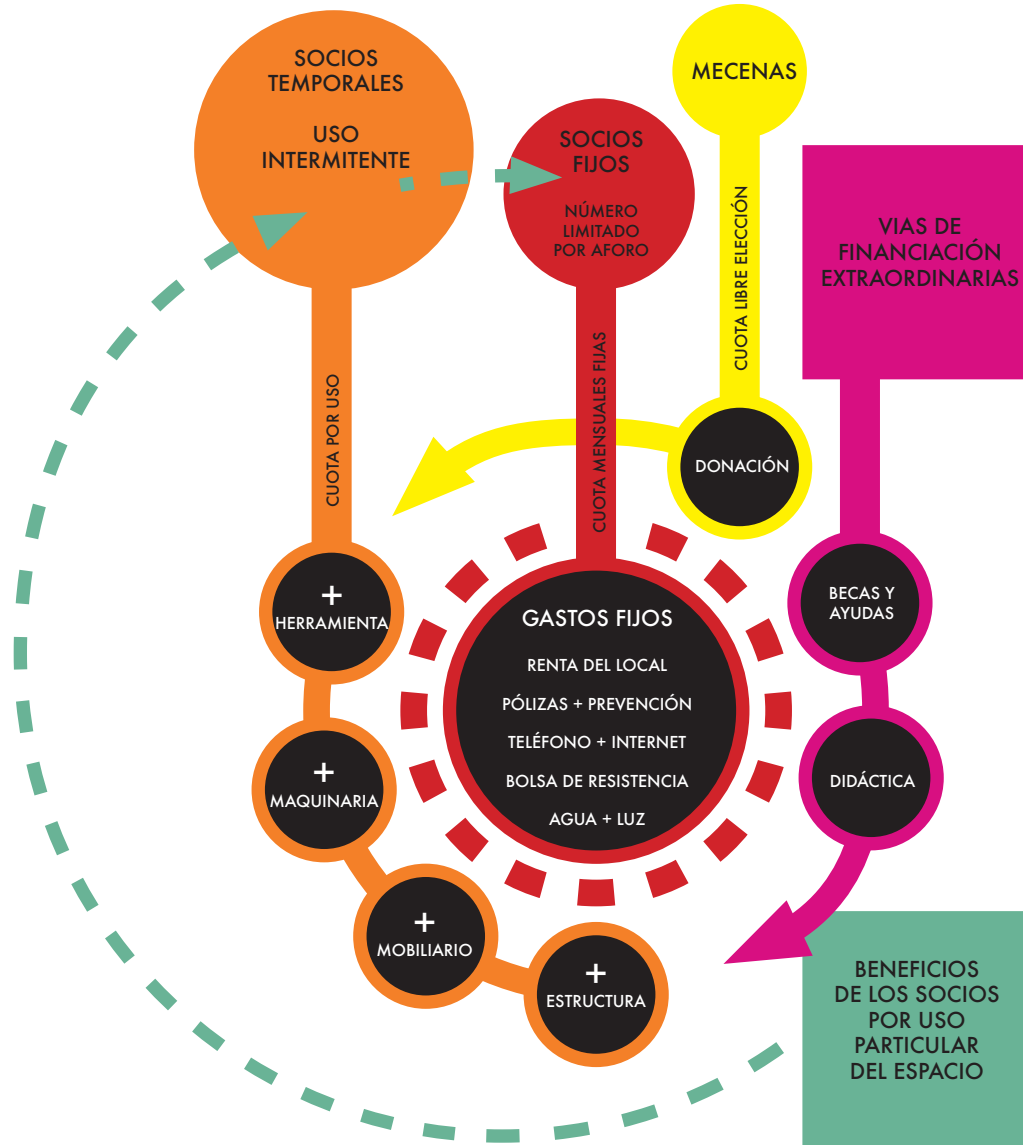 SOCIOS
TEMPORALES
USO
INTERMITENTE
CUOTA POR USO
+
HERRAMIENTA
+
MAQUINARIA
+
MOBILIARIO
+
ESTRUCTURA
SOCIOS
FIJOS
NÚMERO
LIMITADO
POR AFORO
CUOTA MENSUALES FIJAS
GASTOS FIJOS
RENTA DEL LOCAL
PÓLIZAS + PREVENCIÓN
TELÉFONO + INTERNET
BOLSA DE RESISTENCIA
AGUA + LUZ
MECENAS
CUOTA LIBRE ELECCIÓN
DONACIÓN
VIAS DE
FINANCIACIÓN
EXTRAORDINARIAS
BECAS Y
AYUDAS
DIDÁCTICA
BENEFICIOS
DE LOS SOCIOS
POR USO
PARTICULAR
DEL ESPACIO